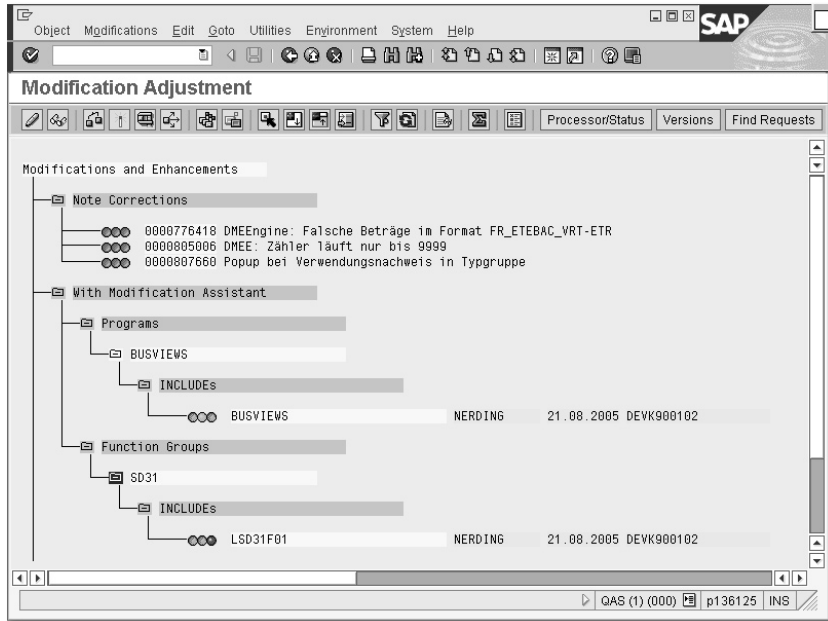 Object Modifications Edit Goto Utilities Environment System Help
SAP
Modification Adjustment
Processor/Status Versions Find Requests
Modifications and Enhancements
Note Corrections
0000776418 DMEEngine: Falsche Beträge im Format FR_ETEBAC_VRT-ETR
0000805006 DMEE: Zähler läuft nur bis 9999
0000807660 Popup bei Verwendungsnachweis in Typgruppe
With Modification Assistant
Programs
BUSVIEWS
INCLUDEs
BUSVIEWS NERDING 21.08.2005 DEVK900102
Function Groups
SD31
INCLUDEs
LSD31F01 NERDING 21.08.2005 DEVK900102
QAS (1) (000) p136125 INS